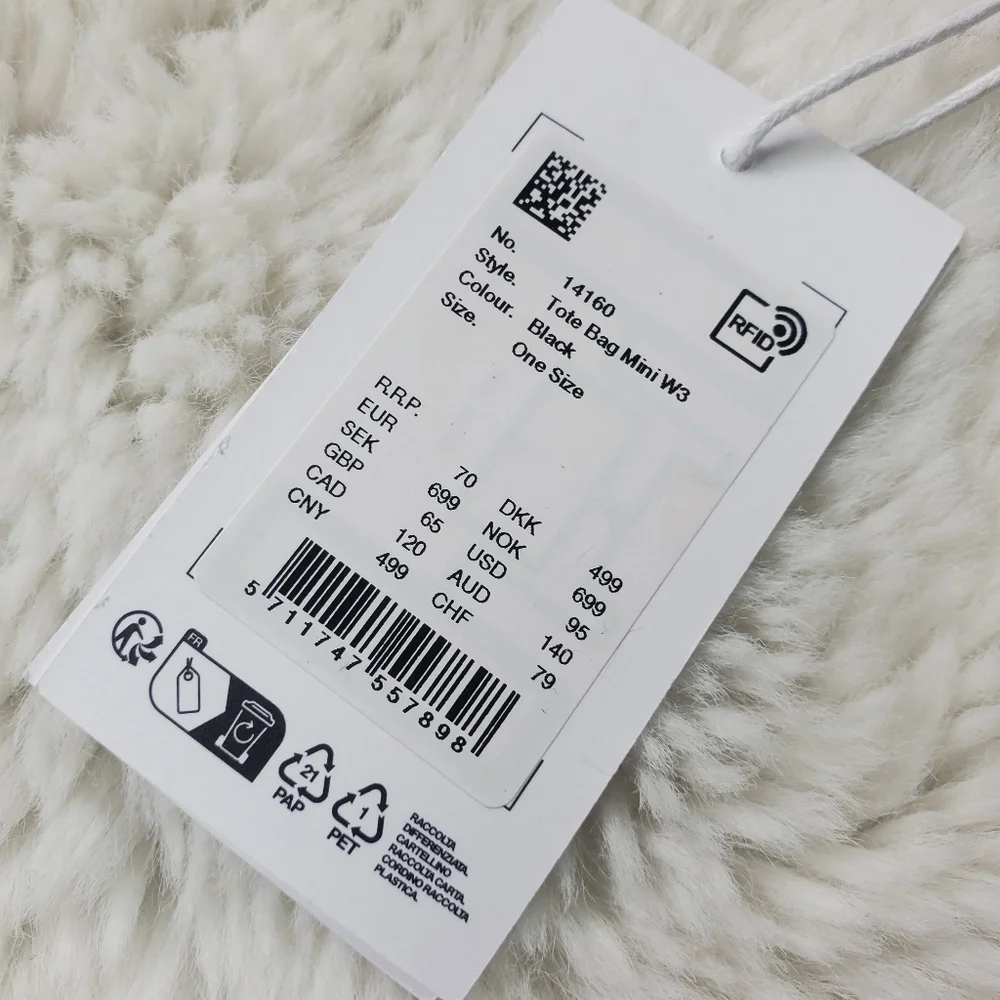 No. 14160
Style. Tote Bag Mini W3
Colour. Black
Size. One Size
RFID
R.R.P.
EUR 70 DKK 499
SEK 699 NOK 699
GBP 65 USD 95
CAD 120 AUD 140
CNY 499 CHF 79
5 711747 557898
FR
21
PAP
1
PET
RACCOLTA
DIFFERENZIATA.
CARTELLINO
RACCOLTA CARTA,
CORDINO RACCOLTA
PLASTICA.